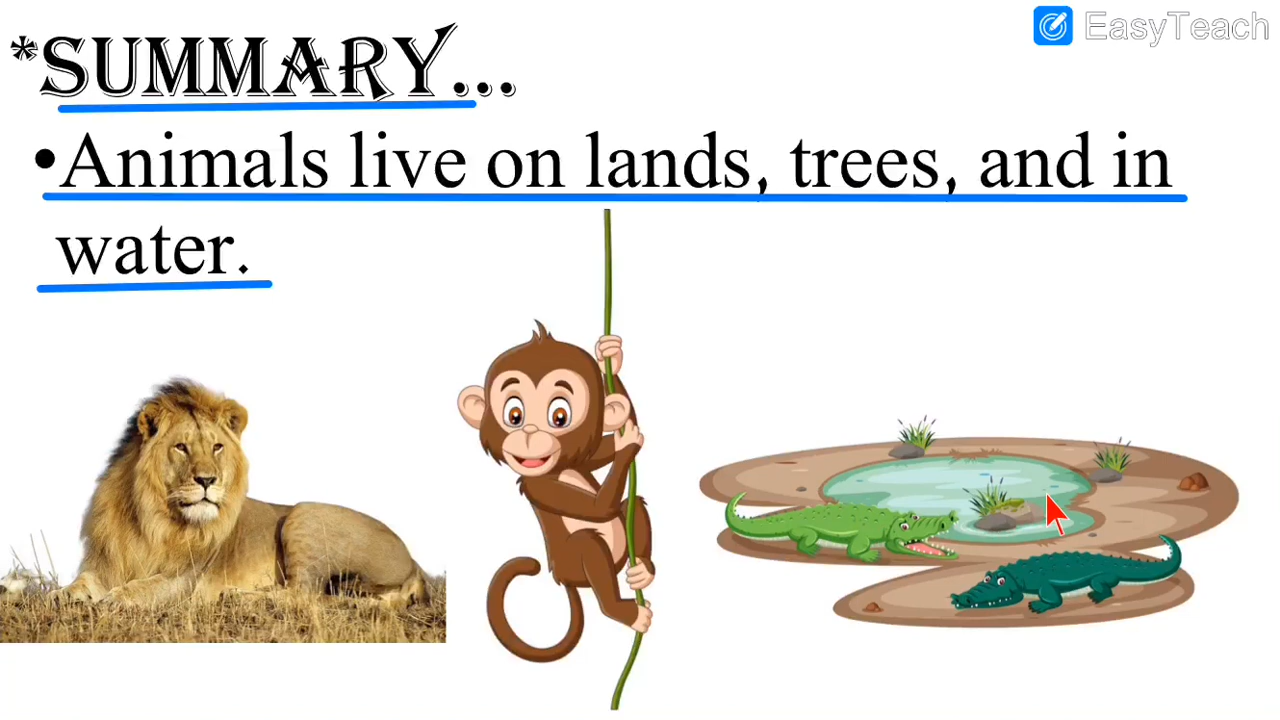 EasyTeach
*SUMMARY...
•Animals live on lands, trees, and in
water.